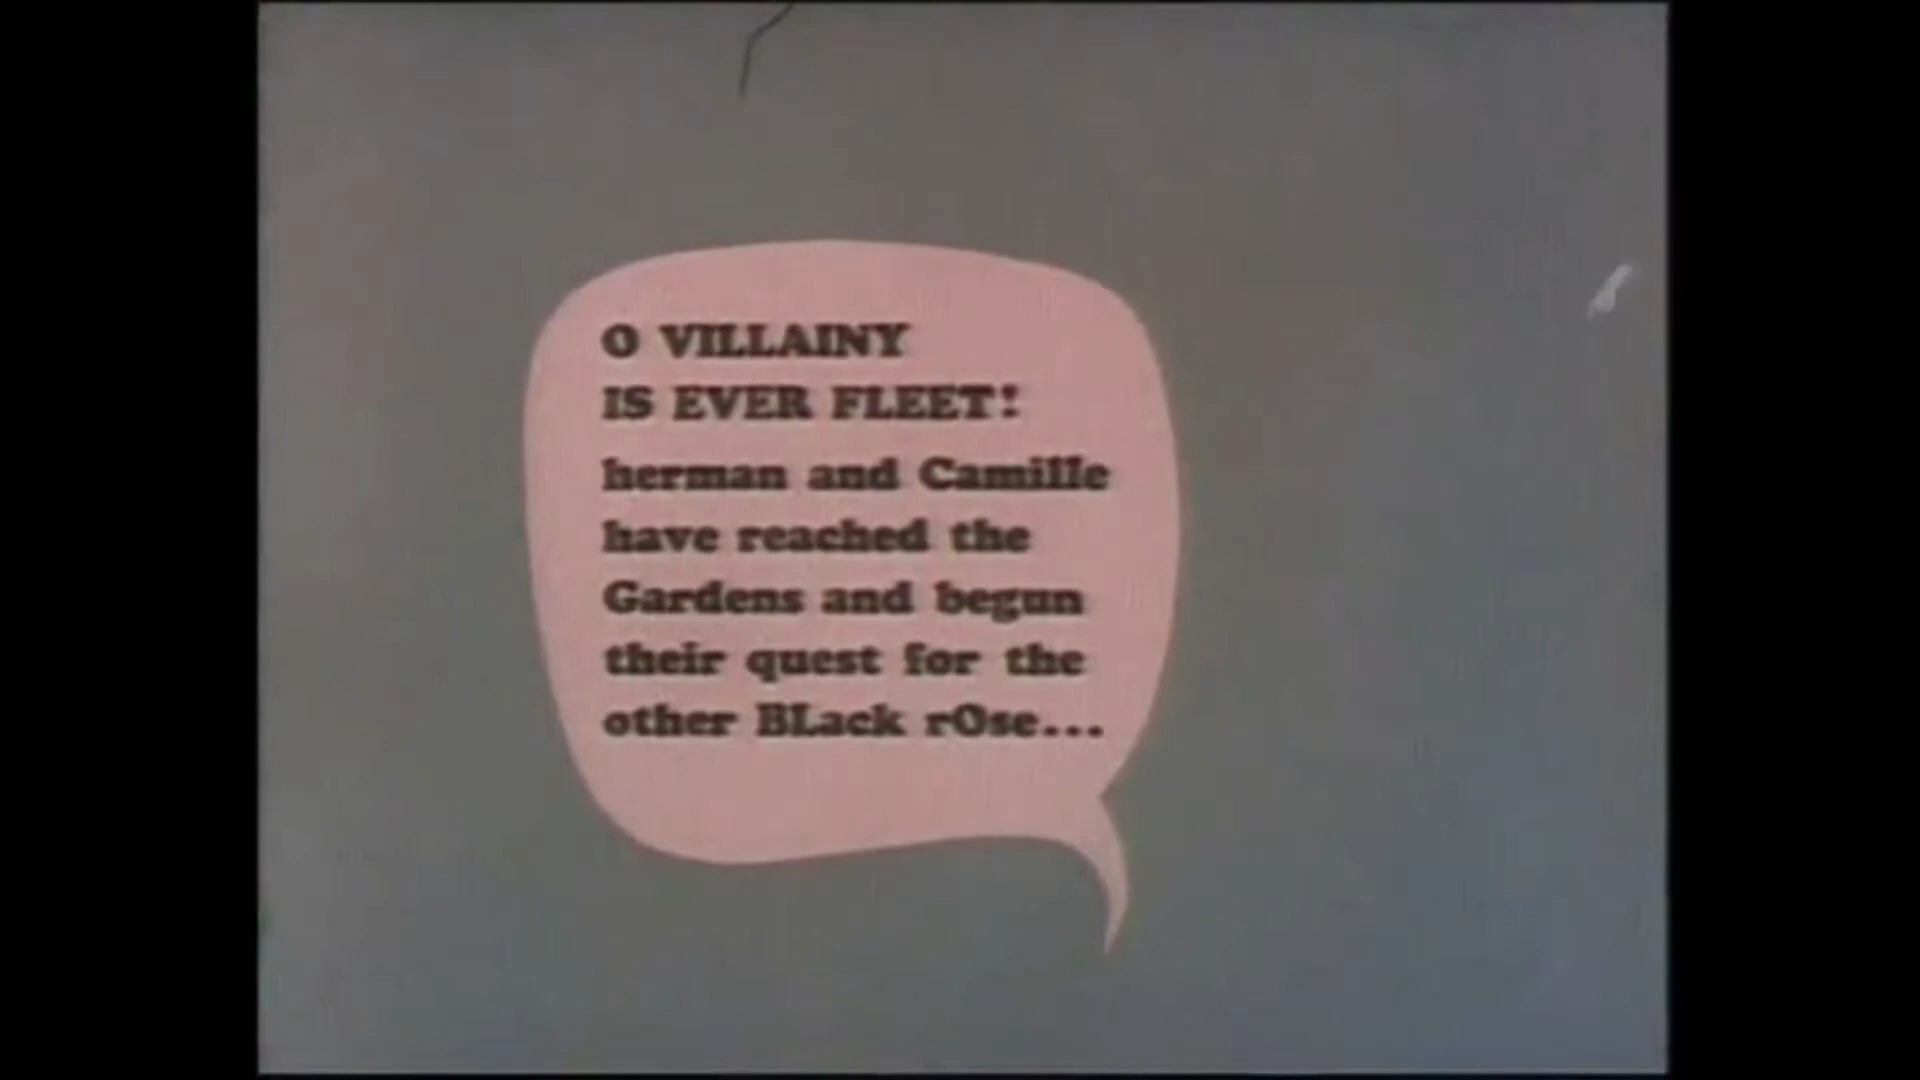 O VILLAINY
IS EVER FLEET!
herman and Camille
have reached the
Gardens and begun
their quest for the
other BLack rOse...